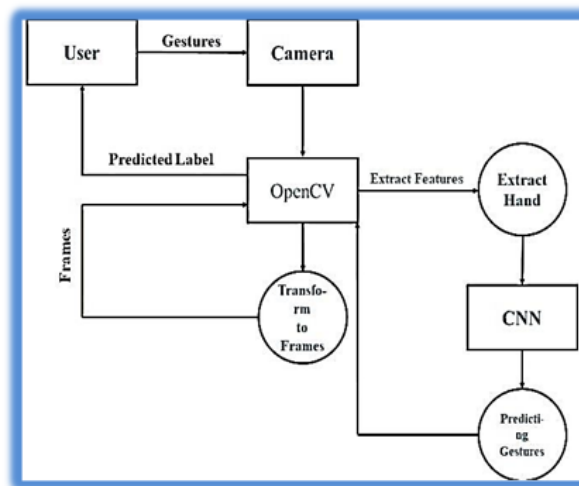 User
Gestures
Camera
Predicted Label
OpenCV
Extract Features
Extract
Hand
Frames
Transfo-
rm
to
Frames
CNN
Predicti-
ng
Gestures